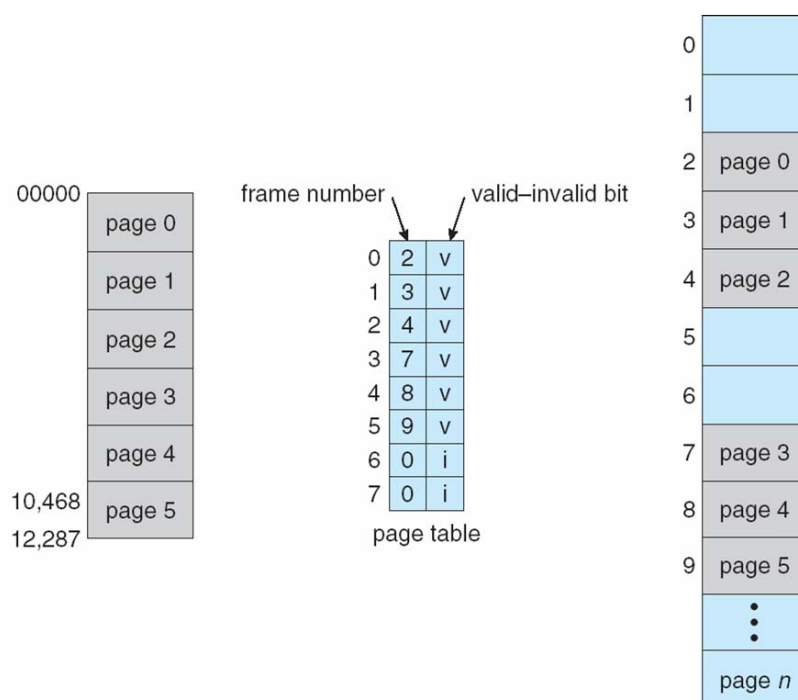 00000
page 0
page 1
page 2
page 3
page 4
10,468
page 5
12,287
frame number
valid–invalid bit
0 2 v
1 3 v
2 4 v
3 7 v
4 8 v
5 9 v
6 0 i
7 0 i
page table
0
1
2 page 0
3 page 1
4 page 2
5
6
7 page 3
8 page 4
9 page 5
page n